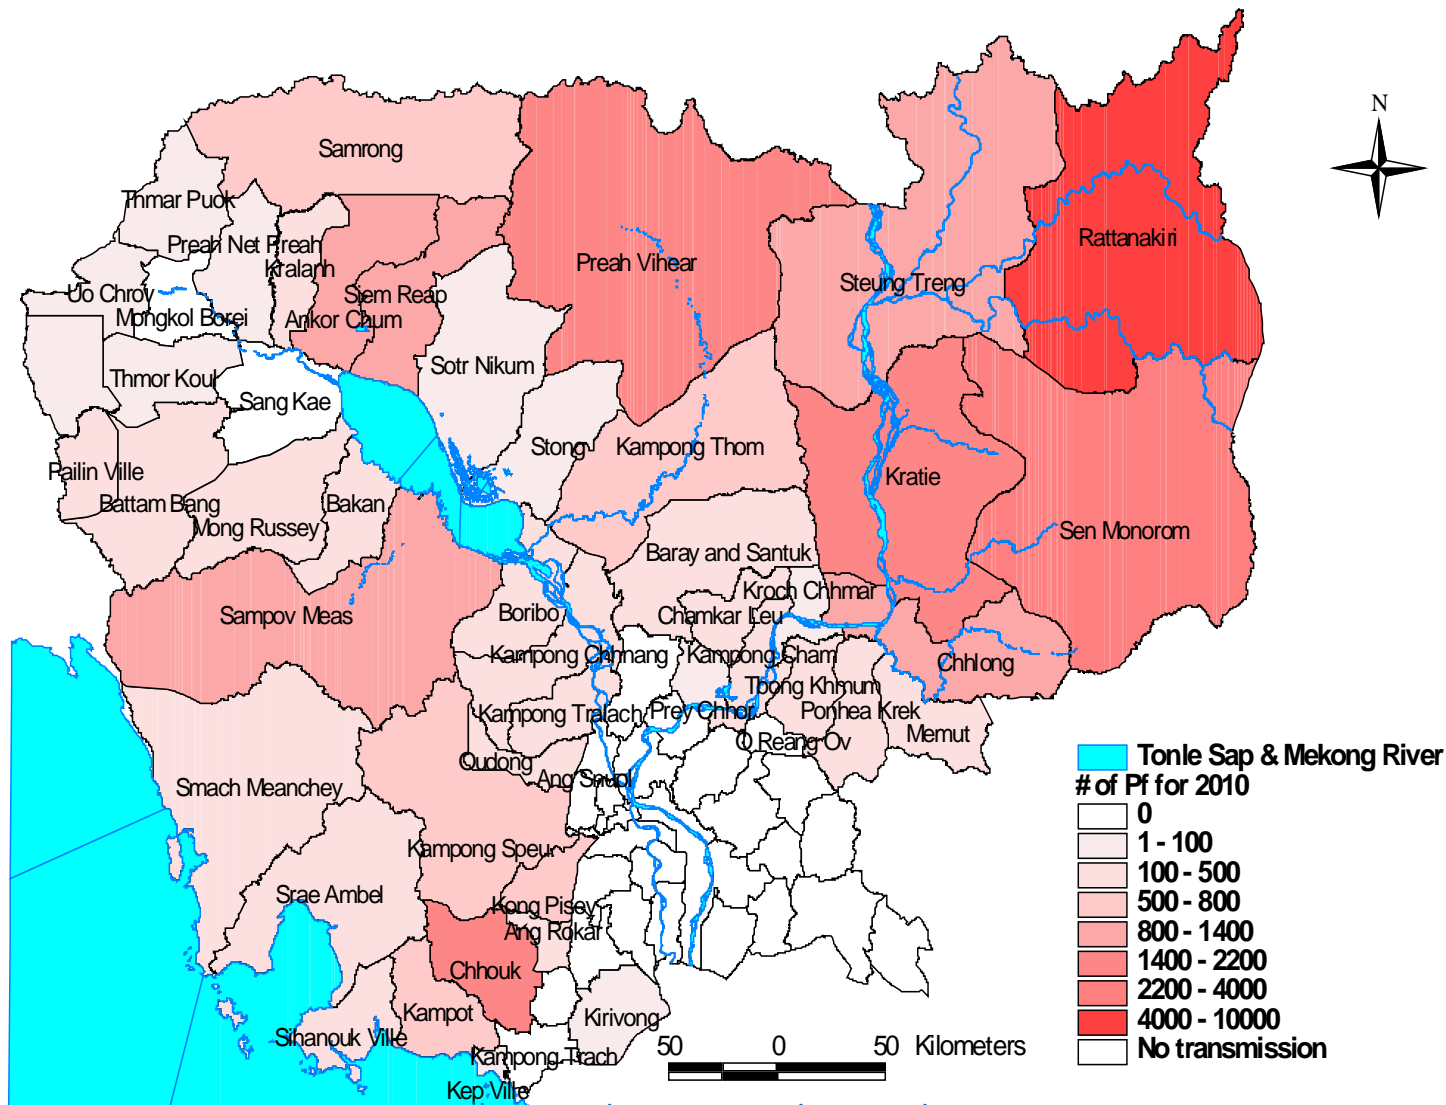 N
Samrong
Thmar Puok
Preah Net Preah
Kralanh
Rattanakiri
Preah Vihear
Steung Treng
Uo Chrov
Siem Reap
Mongkol Borei
Ankor Chum
Sotr Nikum
Thmor Koul
Sang Kae
Stong
Kampong Thom
Pailin Ville
Kratie
Battam Bang
Bakan
Mong Russey
Sen Monorom
Baray and Santuk
Kroch Chhmar
Sampov Meas
Boribo
Chamkar Leu
Kampong Chhnang
Kampong Cham
Chhlong
Tbong Khmum
Kampong Tralach
Prey Chhor
Ponhea Krek
Memut
O Reang Ov
Oudong
Ang Snuol
Smach Meanchey
Kampong Speu
Srae Ambel
Kong Pisey
Ang Rokar
Chhouk
Kampot
Kirivong
Sihanouk Ville
Kampong Trach
Kep Ville
Tonle Sap & Mekong River
# of Pf for 2010
0
1 - 100
100 - 500
500 - 800
800 - 1400
1400 - 2200
2200 - 4000
4000 - 10000
No transmission
50 0 50 Kilometers